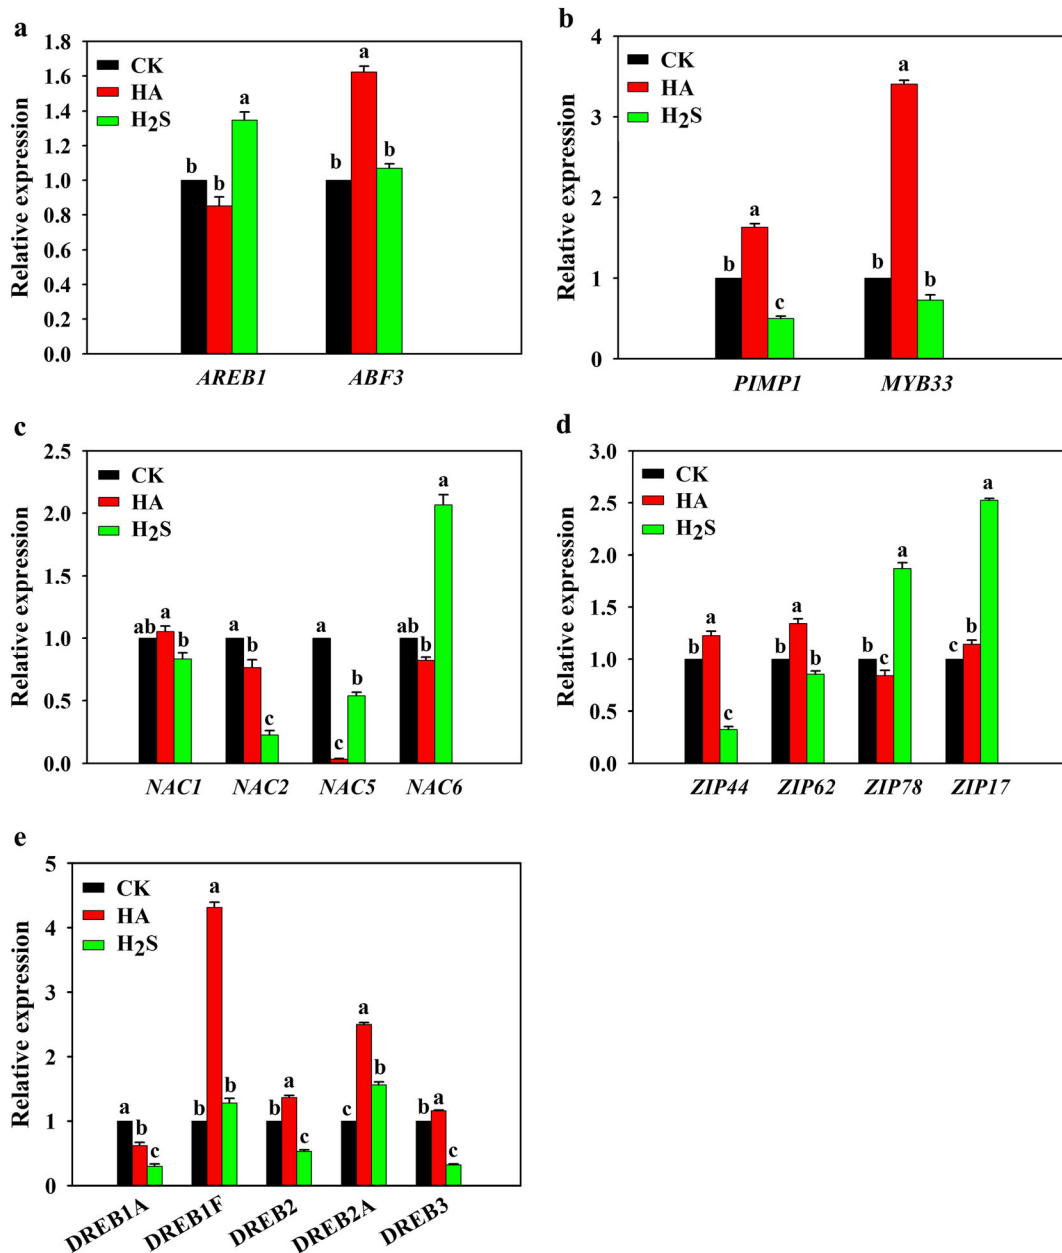 a
Relative expression
1.8
1.6
1.4
1.2
1.0
0.8
0.6
0.4
0.2
0.0
CK
HA
H2S
b b a
b a b
AREB1 ABF3
b
Relative expression
4
3
2
1
0
CK
HA
H2S
b a c
b a b
PIMP1 MYB33
c
Relative expression
2.5
2.0
1.5
1.0
0.5
0.0
CK
HA
H2S
ab a b
a b c
a c b
ab b a
NAC1 NAC2 NAC5 NAC6
d
Relative expression
3.0
2.5
2.0
1.5
1.0
0.5
0.0
CK
HA
H2S
b a c
b a b
b c a
c b a
ZIP44 ZIP62 ZIP78 ZIP17
e
Relative expression
5
4
3
2
1
0
CK
HA
H2S
a b c
b a b
b a c
c a b
b a c
DREB1A DREB1F DREB2 DREB2A DREB3